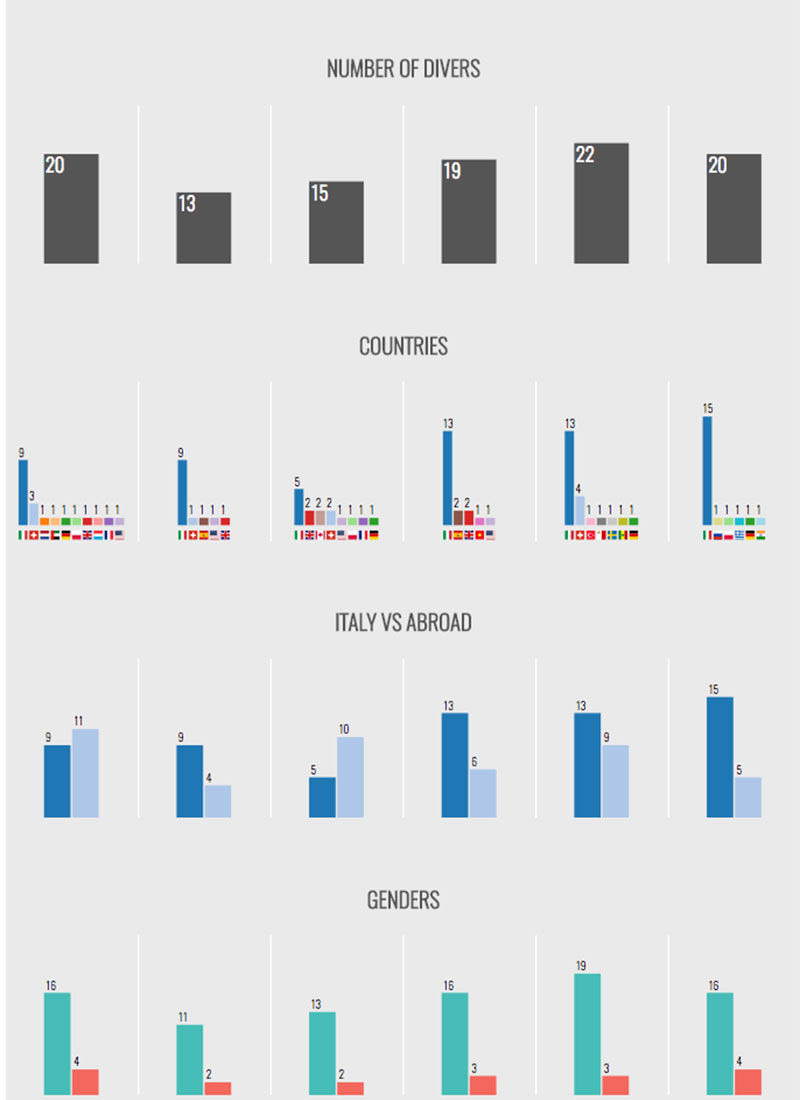 NUMBER OF DIVERS
20 13 15 19 22 20
COUNTRIES
9 3 1 1 1 1 1 1 1 1
9 1 1 1 1
5 2 2 2 1 1 1 1
13 2 2 1 1
13 4 1 1 1 1 1
15 1 1 1 1 1
ITALY VS ABROAD
9 11 9 4 5 10 13 6 13 9 15 5
GENDERS
16 4 11 2 13 2 16 3 19 3 16 4